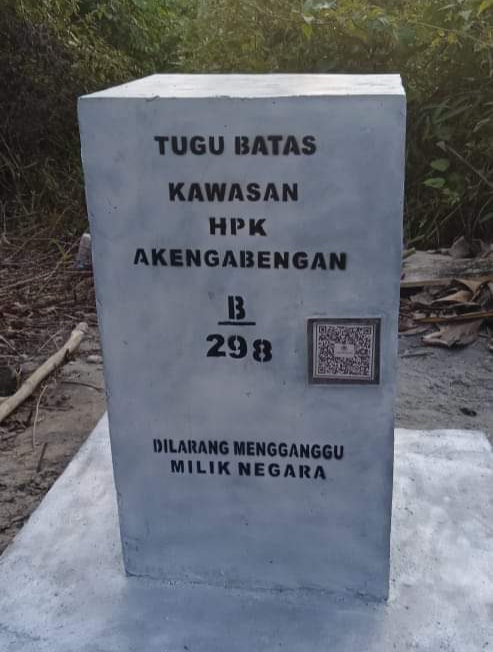 TUGU BATAS
KAWASAN
HPK
AKENGABENGAN
B
298
DILARANG MENGGANGGU
MILIK NEGARA